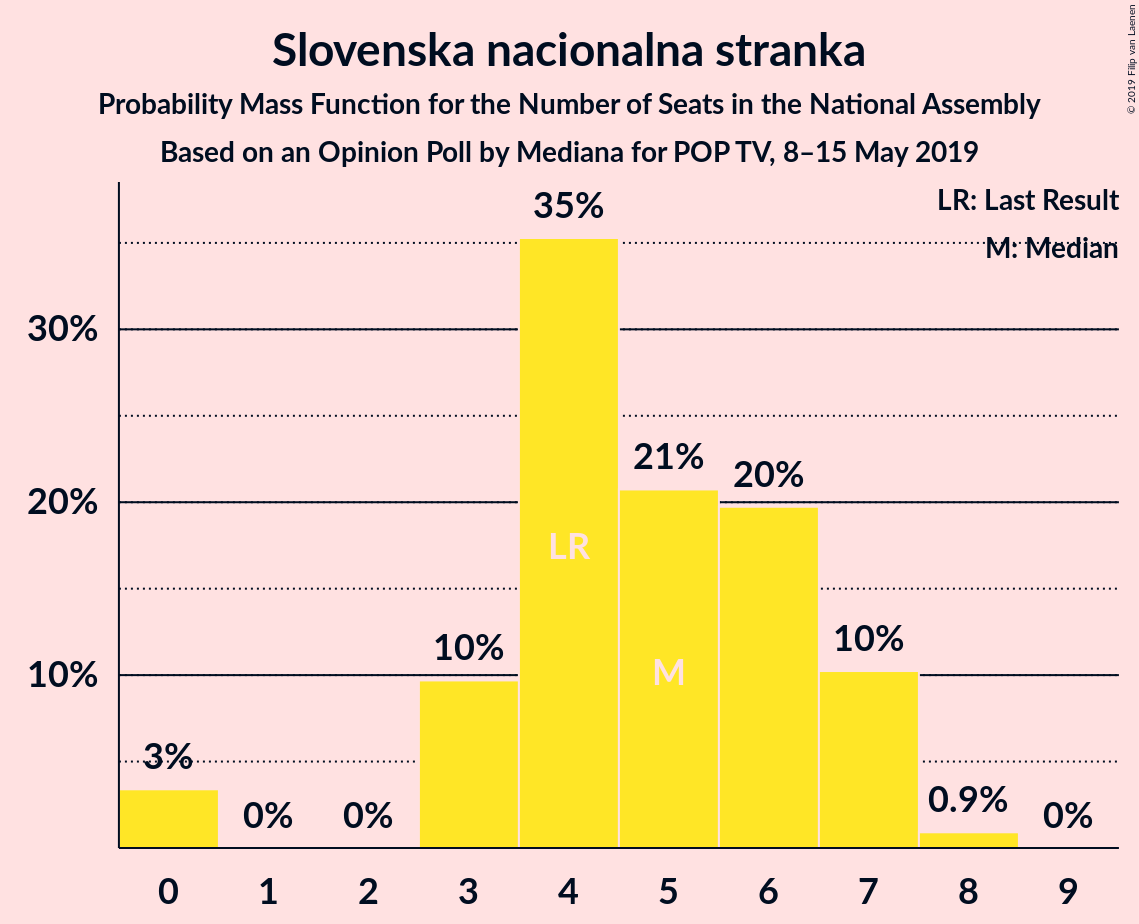 Slovenska nacionalna stranka
Probability Mass Function for the Number of Seats in the National Assembly
Based on an Opinion Poll by Mediana for POP TV, 8–15 May 2019
© 2019 Filip van Laenen
LR: Last Result
M: Median
35%
30%
21%
20%
20%
LR
10%
10%
M
10%
3%
0%
0%
0.9%
0%
0 1 2 3 4 5 6 7 8 9